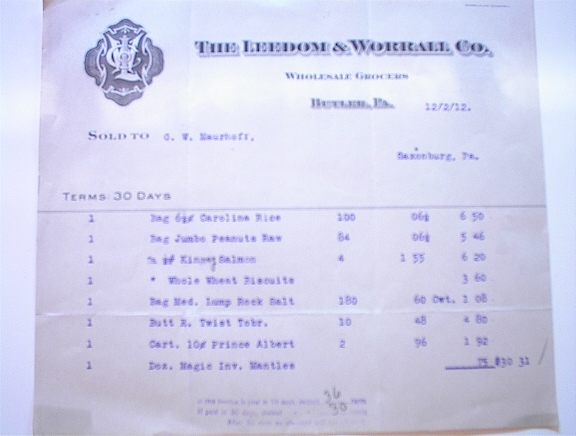 THE LEEDOM & WORRALL CO.
WHOLESALE GROCERS
BUTLER, PA. 12/2/12.
SOLD TO G. W. Maurhoff,
Saxonburg, Pa.
TERMS: 30 DAYS
1 Bag 6½¢ Carolina Rice 100 06½ 6 50
1 Bag Jumbo Peanuts Raw 84 06½ 5 46
1 Kinney Salmon 4 1 55 6 20
1 " Whole Wheat Biscuits 3 60
1 Bag Med. Lump Rock Salt 180 60 Cwt. 1 08
1 Butt E. Twist Tobr. 10 48 4 80
1 Cart. 10¢ Prince Albert 2 96 1 92
1 Doz. Magic Inv. Mantles 75 $30 31
36
30